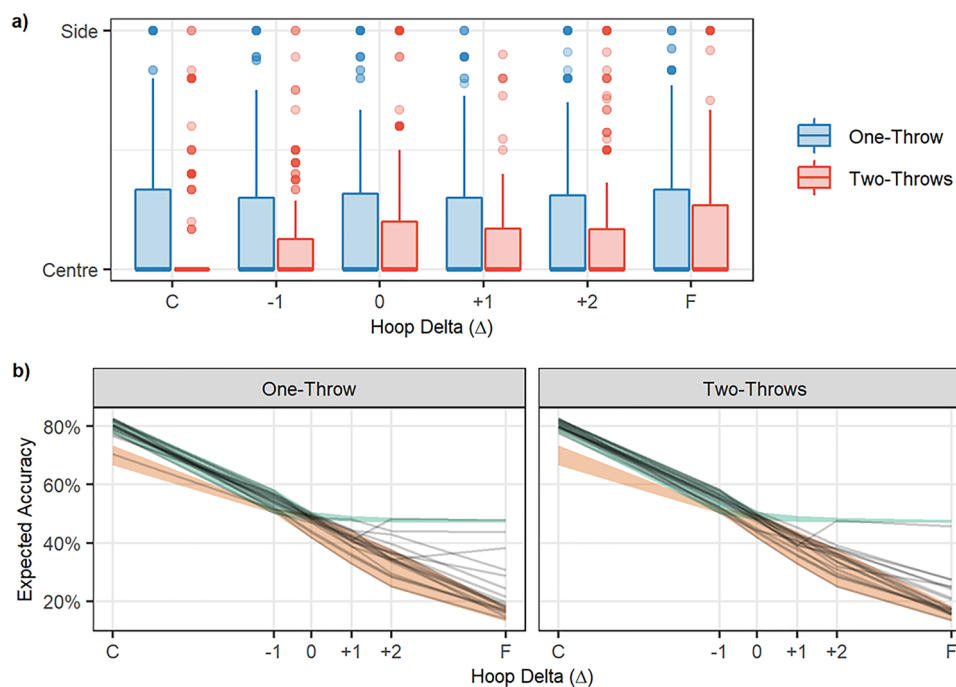 a)
Side
Centre
C -1 0 +1 +2 F
Hoop Delta (Δ)
One-Throw
Two-Throws
b)
One-Throw Two-Throws
Expected Accuracy
80%
60%
40%
20%
C -1 0 +1 +2 F C -1 0 +1 +2 F
Hoop Delta (Δ)